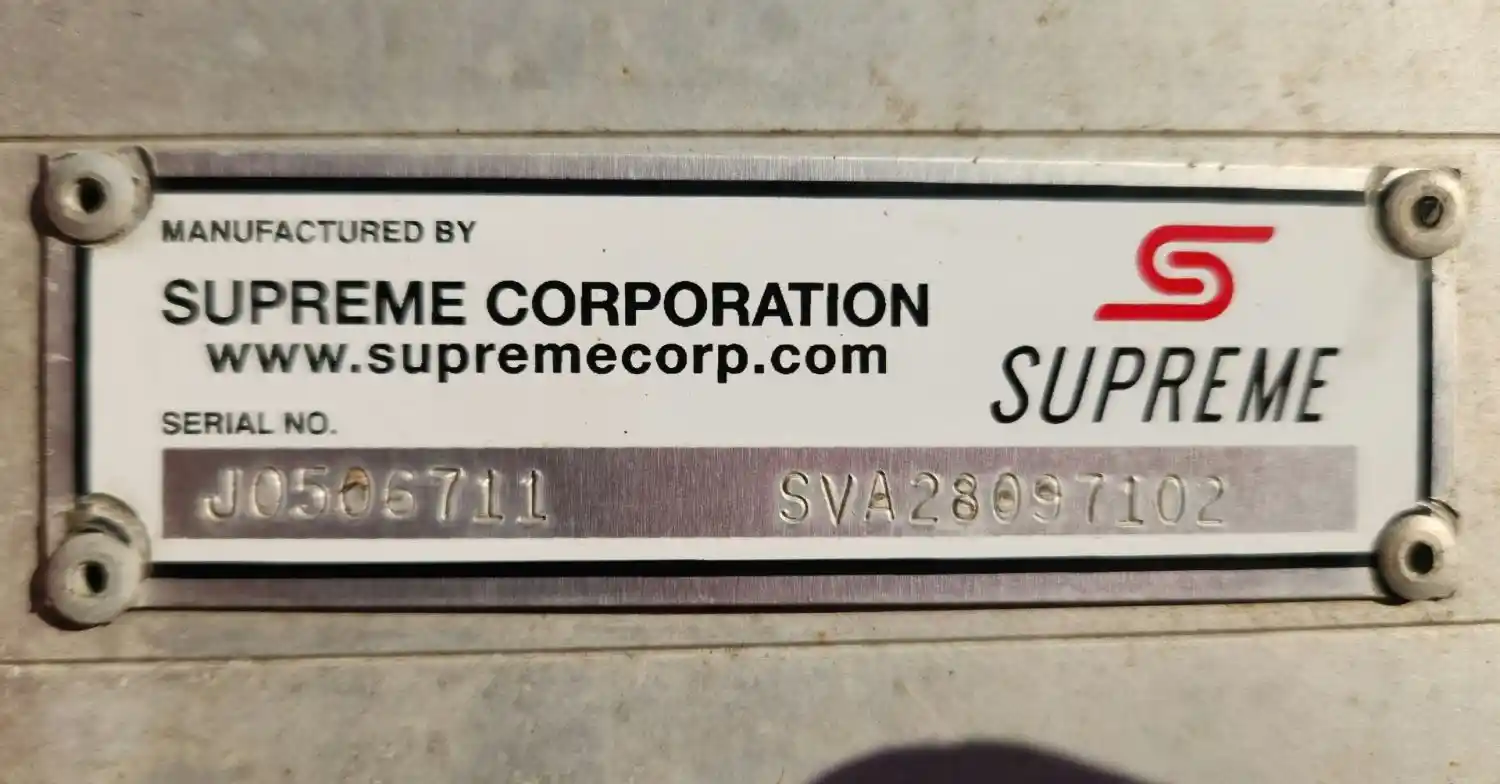 MANUFACTURED BY
SUPREME CORPORATION
www.supremecorp.com
SUPREME
SERIAL NO.
J0506711 SVA28097102